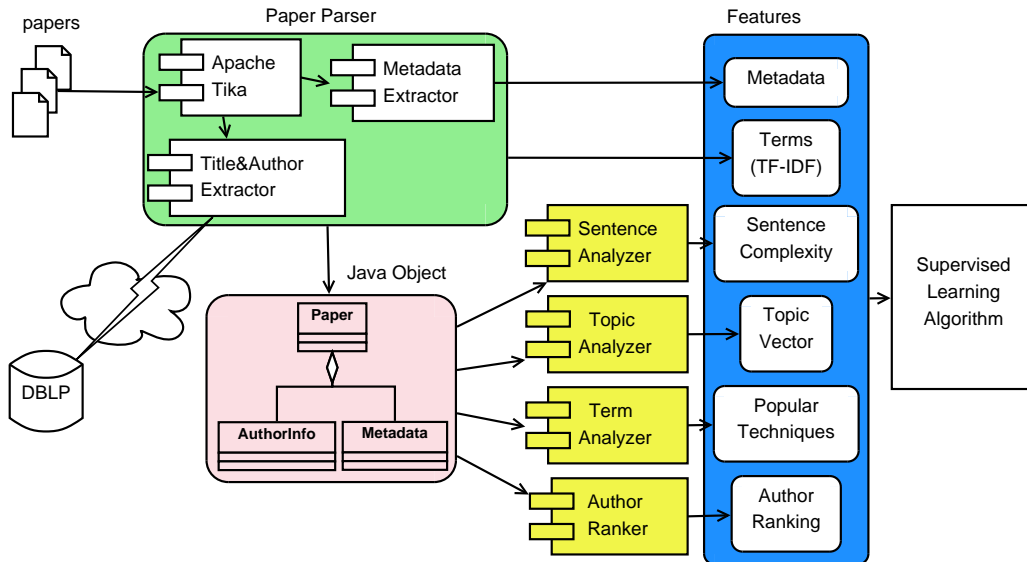 papers
Paper Parser
Features
Apache
Tika
Metadata
Extractor
Title&Author
Extractor
DBLP
Java Object
Paper
AuthorInfo
Metadata
Sentence
Analyzer
Topic
Analyzer
Term
Analyzer
Author
Ranker
Metadata
Terms
(TF-IDF)
Sentence
Complexity
Topic
Vector
Popular
Techniques
Author
Ranking
Supervised
Learning
Algorithm